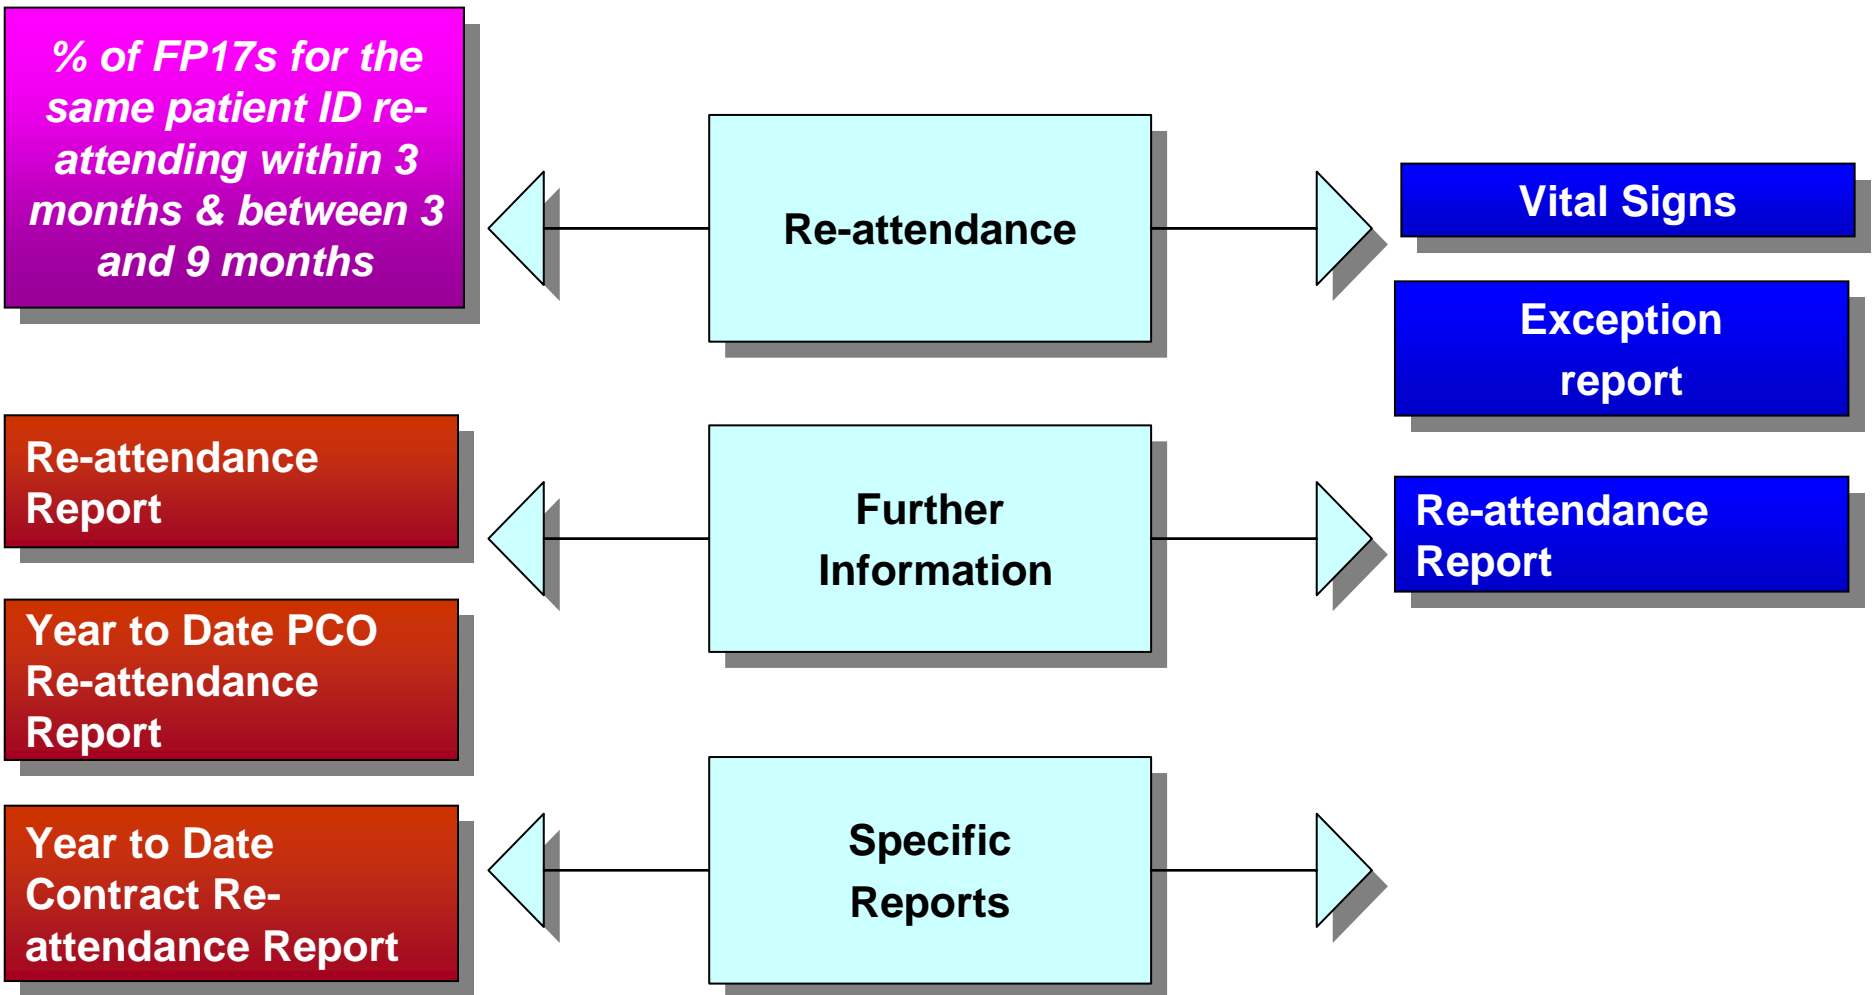 % of FP17s for the
same patient ID re-
attending within 3
months & between 3
and 9 months
Re-attendance
Vital Signs
Exception
report
Re-attendance
Report
Further
Information
Re-attendance
Report
Year to Date PCO
Re-attendance
Report
Year to Date
Contract Re-
attendance Report
Specific
Reports